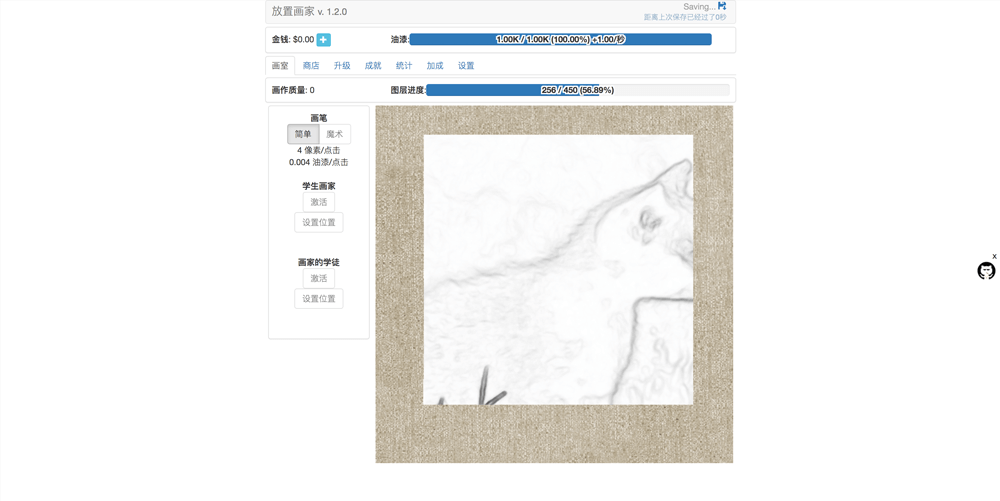 放置画家 v. 1.2.0
Saving...
距离上次保存已经过了0秒
金钱: $0.00
油漆: 1.00K / 1.00K (100.00%) +1.00/秒
画室 商店 升级 成就 统计 加成 设置
画作质量: 0
图层进度: 256 / 450 (56.89%)
画笔
简单 魔术
4 像素/点击
0.004 油漆/点击
学生画家
激活
设置位置
画家的学徒
激活
设置位置
x